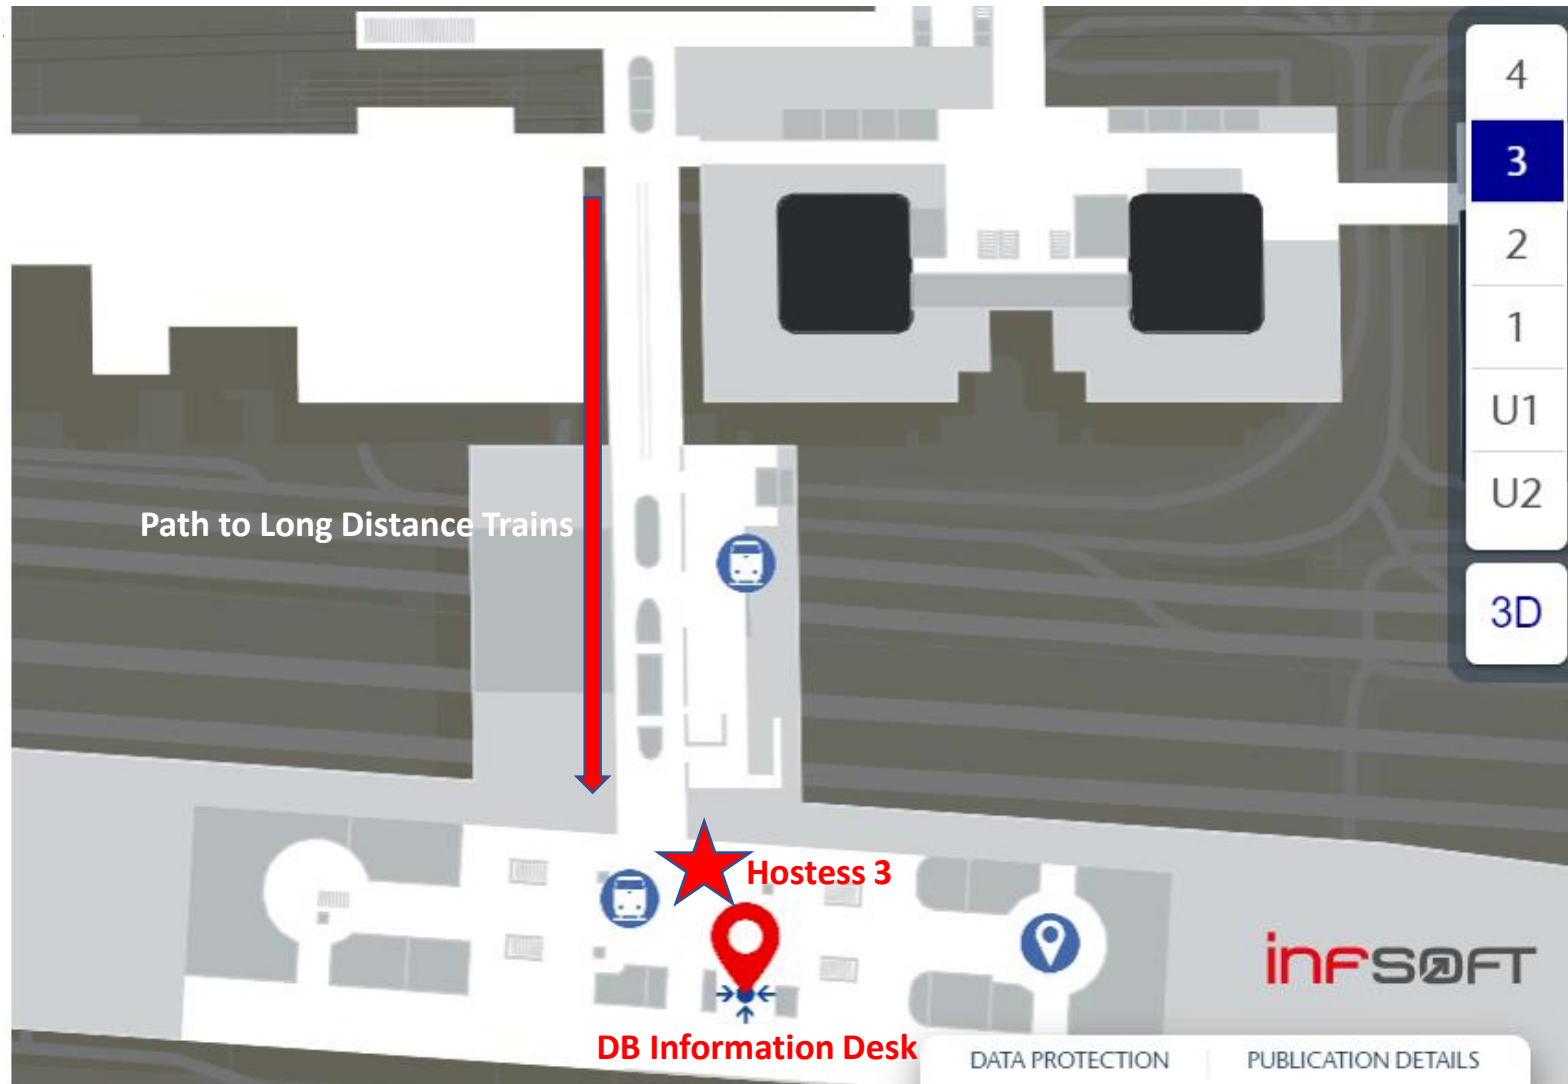 4
3
2
1
U1
U2
3D
Path to Long Distance Trains
Hostess 3
infsoft
DB Information Desk
DATA PROTECTION
PUBLICATION DETAILS